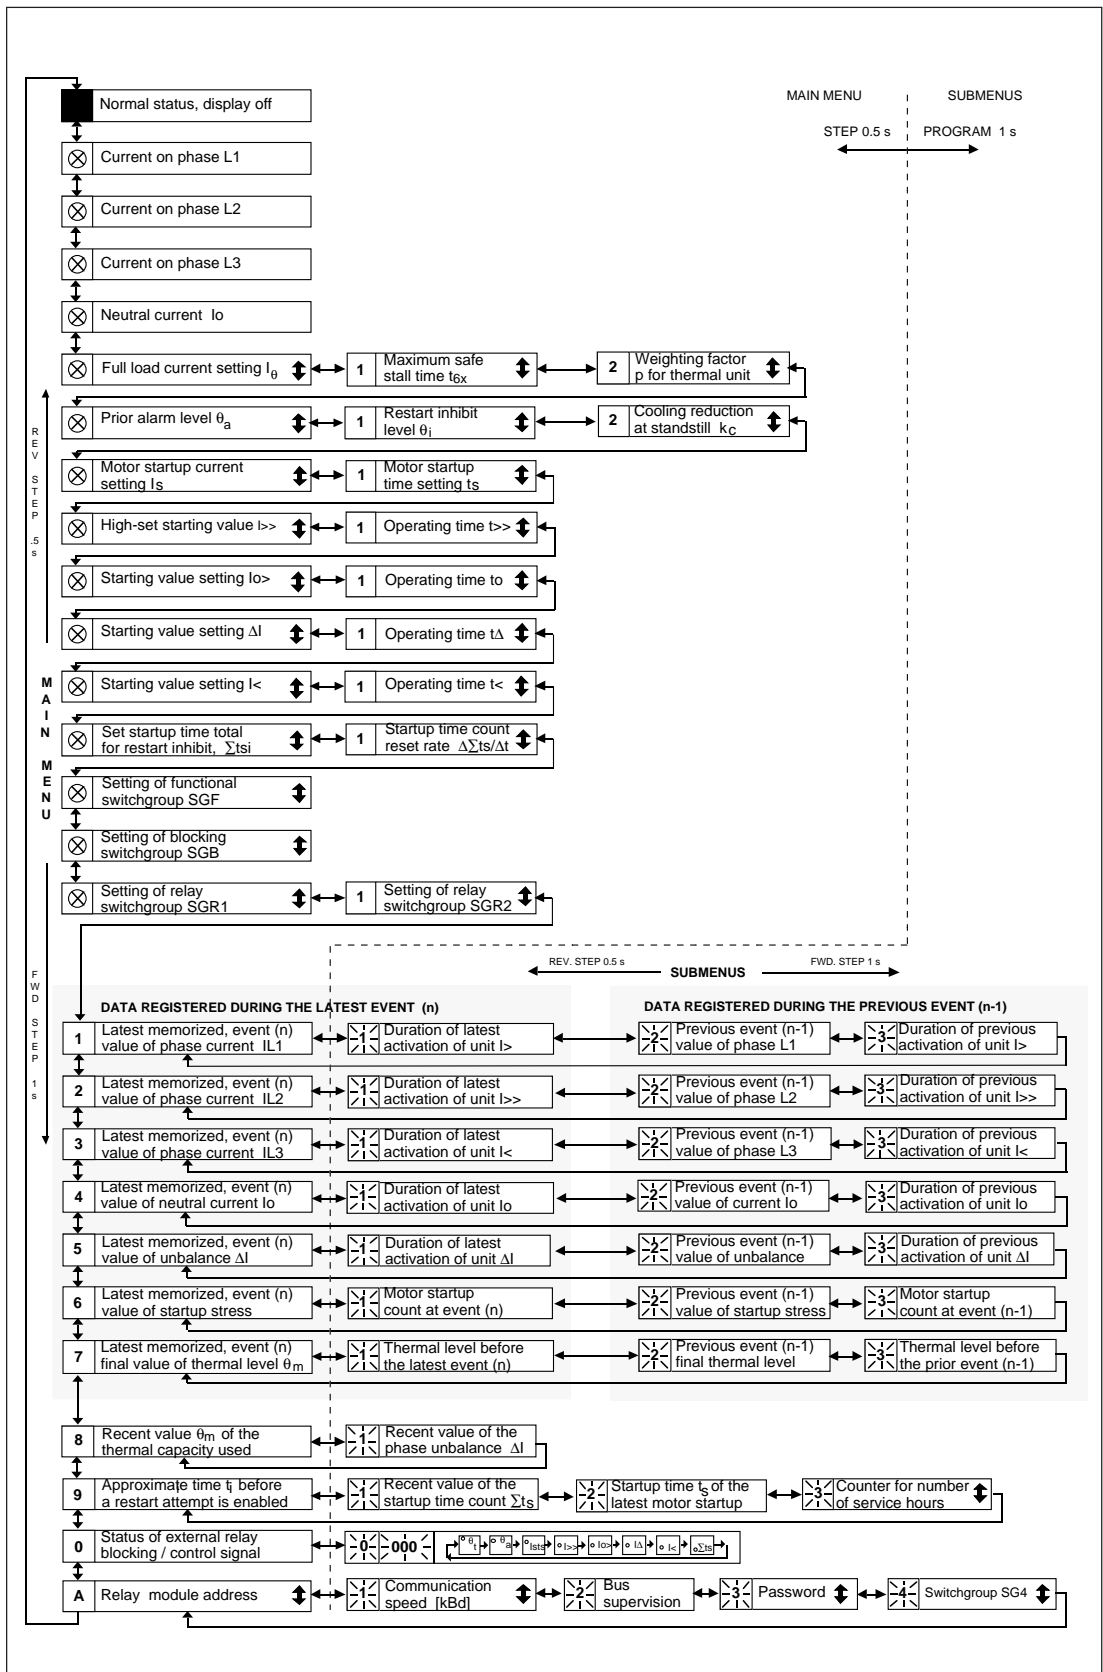 Normal status, display off
MAIN MENU
SUBMENUS
STEP 0.5 s
PROGRAM 1 s
Current on phase L1
Current on phase L2
Current on phase L3
Neutral current Io
Full load current setting Iθ
1
Maximum safe
stall time t6x
2
Weighting factor
p for thermal unit
Prior alarm level θa
1
Restart inhibit
level θi
2
Cooling reduction
at standstill kc
REV. STEP .5s
Motor startup current
setting Is
1
Motor startup
time setting ts
High-set starting value I>>
1
Operating time t>>
Starting value setting Io>
1
Operating time to
Starting value setting ΔI
1
Operating time tΔ
MAIN MENU
Starting value setting I<
1
Operating time t<
Set startup time total
for restart inhibit, Σtsi
1
Startup time count
reset rate ΔΣts/Δt
Setting of functional
switchgroup SGF
Setting of blocking
switchgroup SGB
Setting of relay
switchgroup SGR1
1
Setting of relay
switchgroup SGR2
FWD. STEP 1s
REV. STEP 0.5 s
SUBMENUS
FWD. STEP 1 s
DATA REGISTERED DURING THE LATEST EVENT (n)
DATA REGISTERED DURING THE PREVIOUS EVENT (n-1)
1
Latest memorized, event (n)
value of phase current IL1
1
Duration of latest
activation of unit I>
2
Previous event (n-1)
value of phase L1
3
Duration of previous
activation of unit I>
2
Latest memorized, event (n)
value of phase current IL2
1
Duration of latest
activation of unit I>>
2
Previous event (n-1)
value of phase L2
3
Duration of previous
activation of unit I>>
3
Latest memorized, event (n)
value of phase current IL3
1
Duration of latest
activation of unit I<
2
Previous event (n-1)
value of phase L3
3
Duration of previous
activation of unit I<
4
Latest memorized, event (n)
value of neutral current Io
1
Duration of latest
activation of unit Io
2
Previous event (n-1)
value of current Io
3
Duration of previous
activation of unit Io
5
Latest memorized, event (n)
value of unbalance ΔI
1
Duration of latest
activation of unit ΔI
2
Previous event (n-1)
value of unbalance
3
Duration of previous
activation of unit ΔI
6
Latest memorized, event (n)
value of startup stress
1
Motor startup
count at event (n)
2
Previous event (n-1)
value of startup stress
3
Motor startup
count at event (n-1)
7
Latest memorized, event (n)
final value of thermal level θm
1
Thermal level before
the latest event (n)
2
Previous event (n-1)
final thermal level
3
Thermal level before
the prior event (n-1)
8
Recent value θm of the
thermal capacity used
1
Recent value of the
phase unbalance ΔI
9
Approximate time ti before
a restart attempt is enabled
1
Recent value of the
startup time count Σts
2
Startup time ts of the
latest motor startup
3
Counter for number
of service hours
0
Status of external relay
blocking / control signal
0
000
θt
θa
Ists
I>>
Io>
IΔ
I<
Σts
A
Relay module address
1
Communication
speed [kBd]
2
Bus
supervision
3
Password
4
Switchgroup SG4